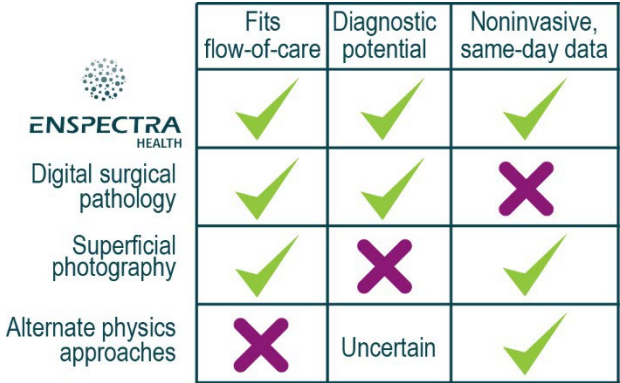 Fits
flow-of-care
Diagnostic
potential
Noninvasive,
same-day data
ENSPECTRA
HEALTH
Digital surgical
pathology
Superficial
photography
Alternate physics
approaches
Uncertain